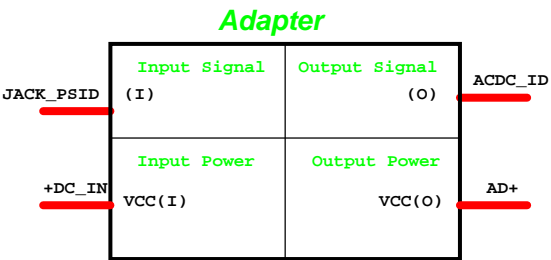 Adapter
Input Signal Output Signal
JACK_PSID (I) (O) ACDC_ID
Input Power Output Power
+DC_IN VCC(I) VCC(O) AD+